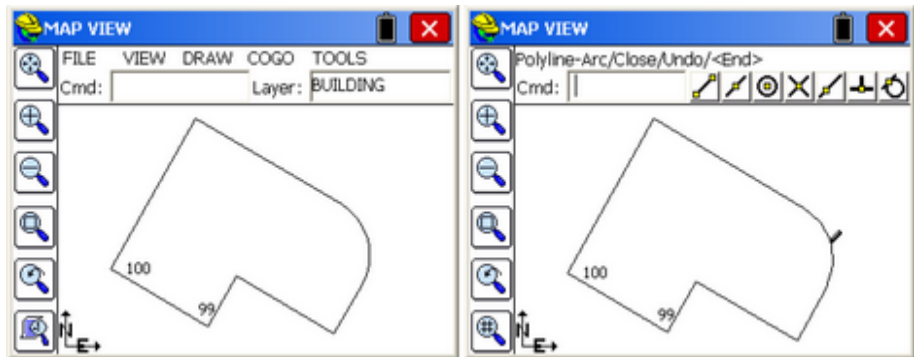 MAP VIEW
FILE VIEW DRAW COGO TOOLS
Cmd: Layer: BUILDING
100
99
N
E
MAP VIEW
Polyline-Arc/Close/Undo/<End>
Cmd:
100
99
N
E